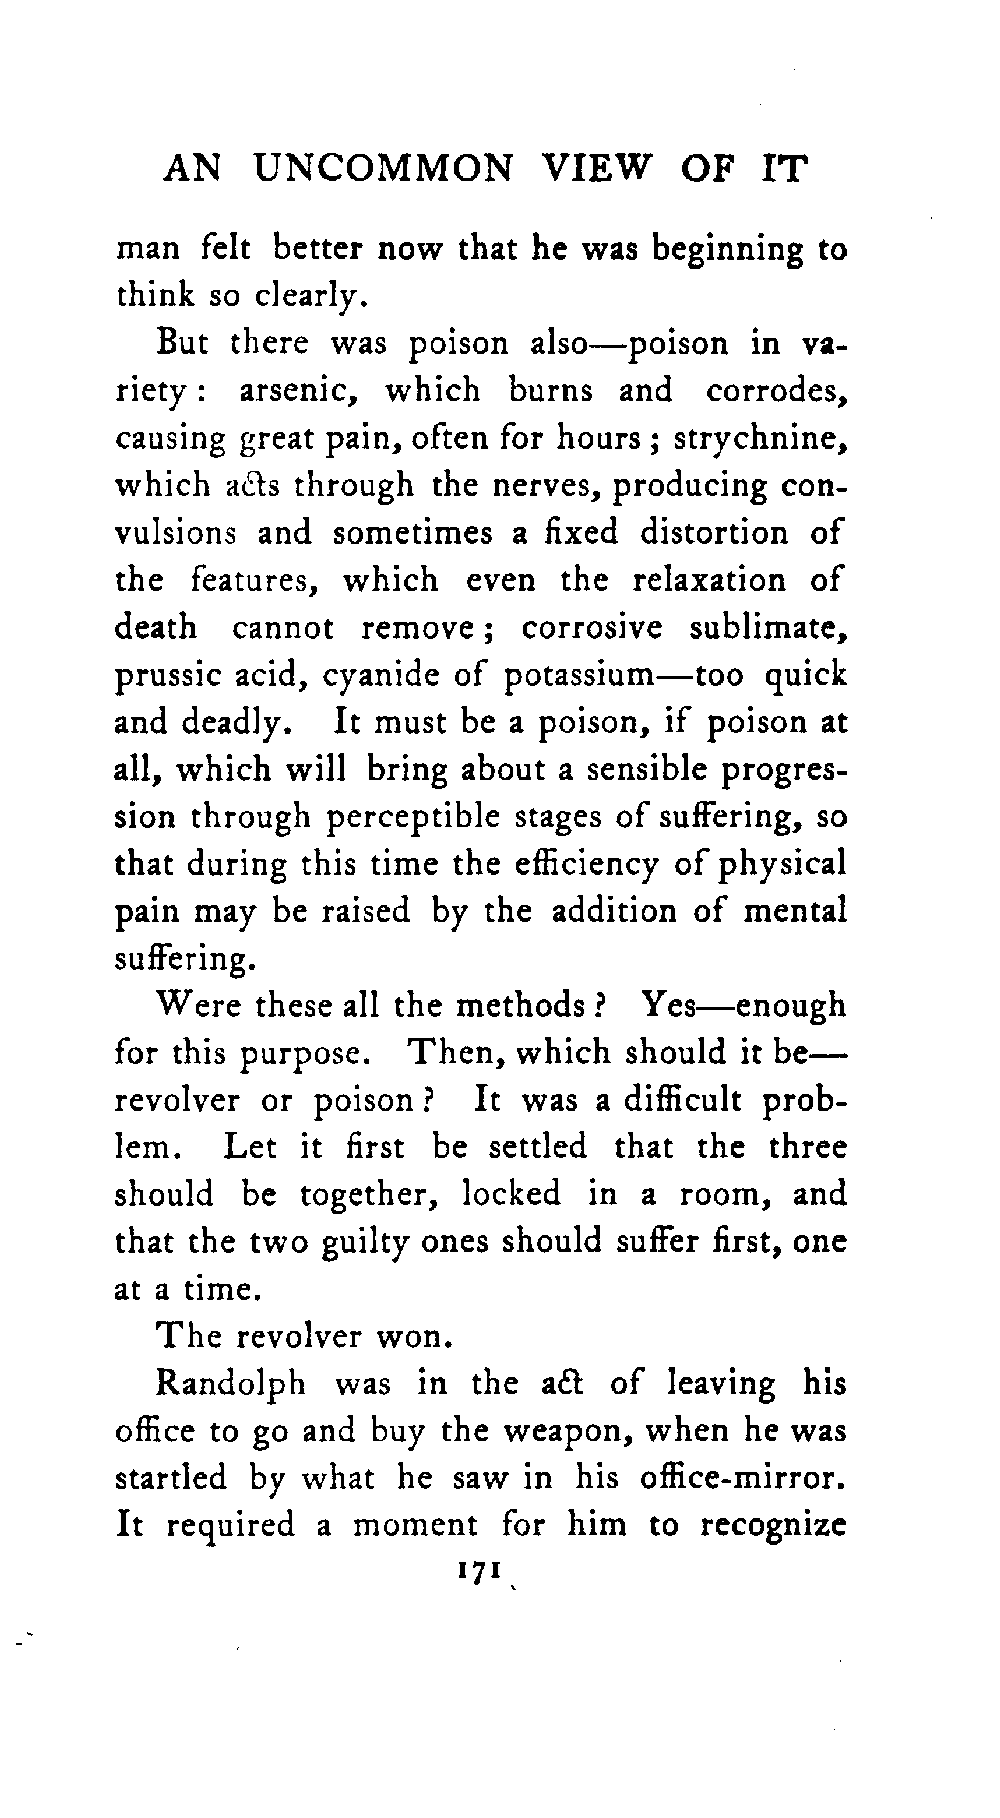 AN UNCOMMON VIEW OF IT
man felt better now that he was beginning to
think so clearly.
But there was poison also—poison in va-
riety : arsenic, which burns and corrodes,
causing great pain, often for hours ; strychnine,
which acts through the nerves, producing con-
vulsions and sometimes a fixed distortion of
the features, which even the relaxation of
death cannot remove ; corrosive sublimate,
prussic acid, cyanide of potassium—too quick
and deadly. It must be a poison, if poison at
all, which will bring about a sensible progres-
sion through perceptible stages of suffering, so
that during this time the efficiency of physical
pain may be raised by the addition of mental
suffering.
Were these all the methods ? Yes—enough
for this purpose. Then, which should it be—
revolver or poison ? It was a difficult prob-
lem. Let it first be settled that the three
should be together, locked in a room, and
that the two guilty ones should suffer first, one
at a time.
The revolver won.
Randolph was in the act of leaving his
office to go and buy the weapon, when he was
startled by what he saw in his office-mirror.
It required a moment for him to recognize
171